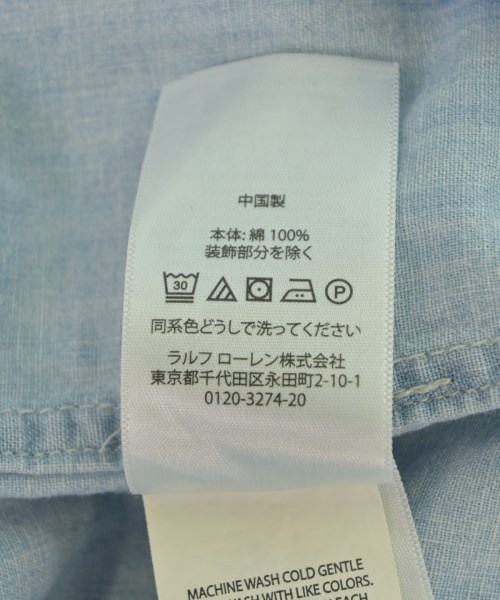 中国製
本体: 綿 100%
装飾部分を除く
30
P
同系色どうしで洗ってください
ラルフ ローレン株式会社
東京都千代田区永田町2-10-1
0120-3274-20
MACHINE WASH COLD GENTLE
WASH WITH LIKE COLORS.